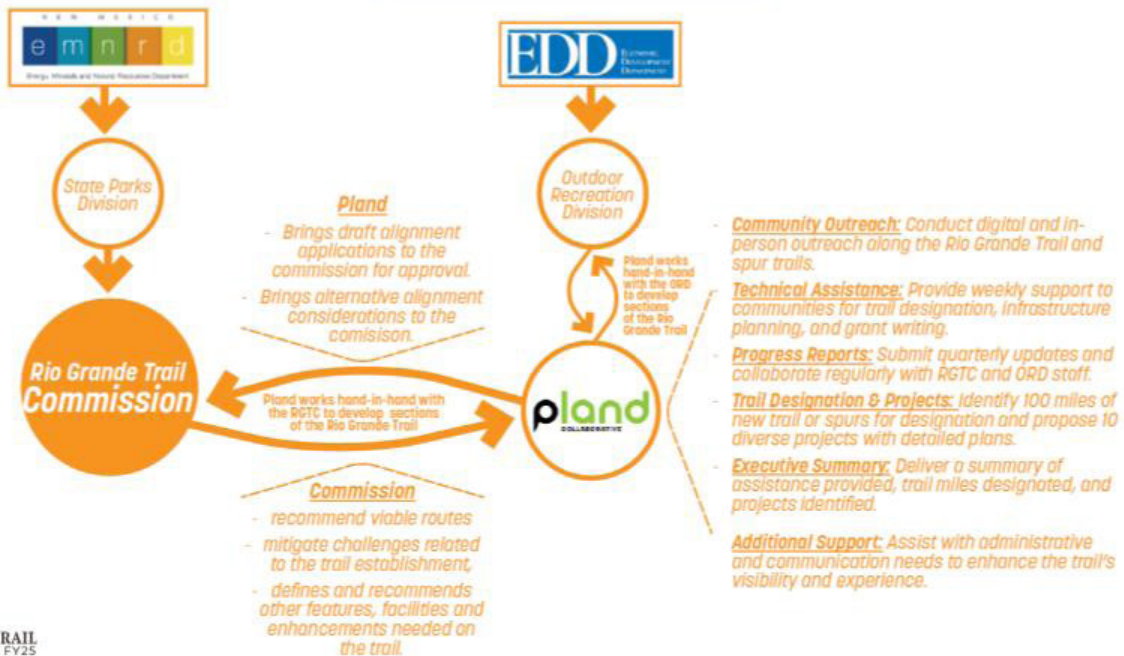 NEW MEXICO
e m n r d
Energy, Minerals and Natural Resources Department
EDD
ECONOMIC
DEVELOPMENT
DEPARTMENT
State Parks
Division
Outdoor
Recreation
Division
Pland
- Brings draft alignment
applications to the
commission for approval.
- Brings alternative alignment
considerations to the
comisison.
Pland works
hand-in-hand
with the ORD
to develop
sections
of the Rio
Grande Trail
Rio Grande Trail
Commission
Pland works hand-in-hand with
the RGTC to develop sections
of the Rio Grande Trail
pland
COLLABORATIVE
Commission
- recommend viable routes
- mitigate challenges related
to the trail establishment,
- defines and recommends
other features, facilities and
enhancements needed on
the trail.
- Community Outreach: Conduct digital and in-
person outreach along the Rio Grande Trail and
spur trails.
- Technical Assistance: Provide weekly support to
communities for trail designation, infrastructure
planning, and grant writing.
- Progress Reports: Submit quarterly updates and
collaborate regularly with RGTC and ORD staff.
- Trail Designation & Projects: Identify 100 miles of
new trail or spurs for designation and propose 10
diverse projects with detailed plans.
- Executive Summary: Deliver a summary of
assistance provided, trail miles designated, and
projects identified.
- Additional Support: Assist with administrative
and communication needs to enhance the trail's
visibility and experience.
RAIL
FY25